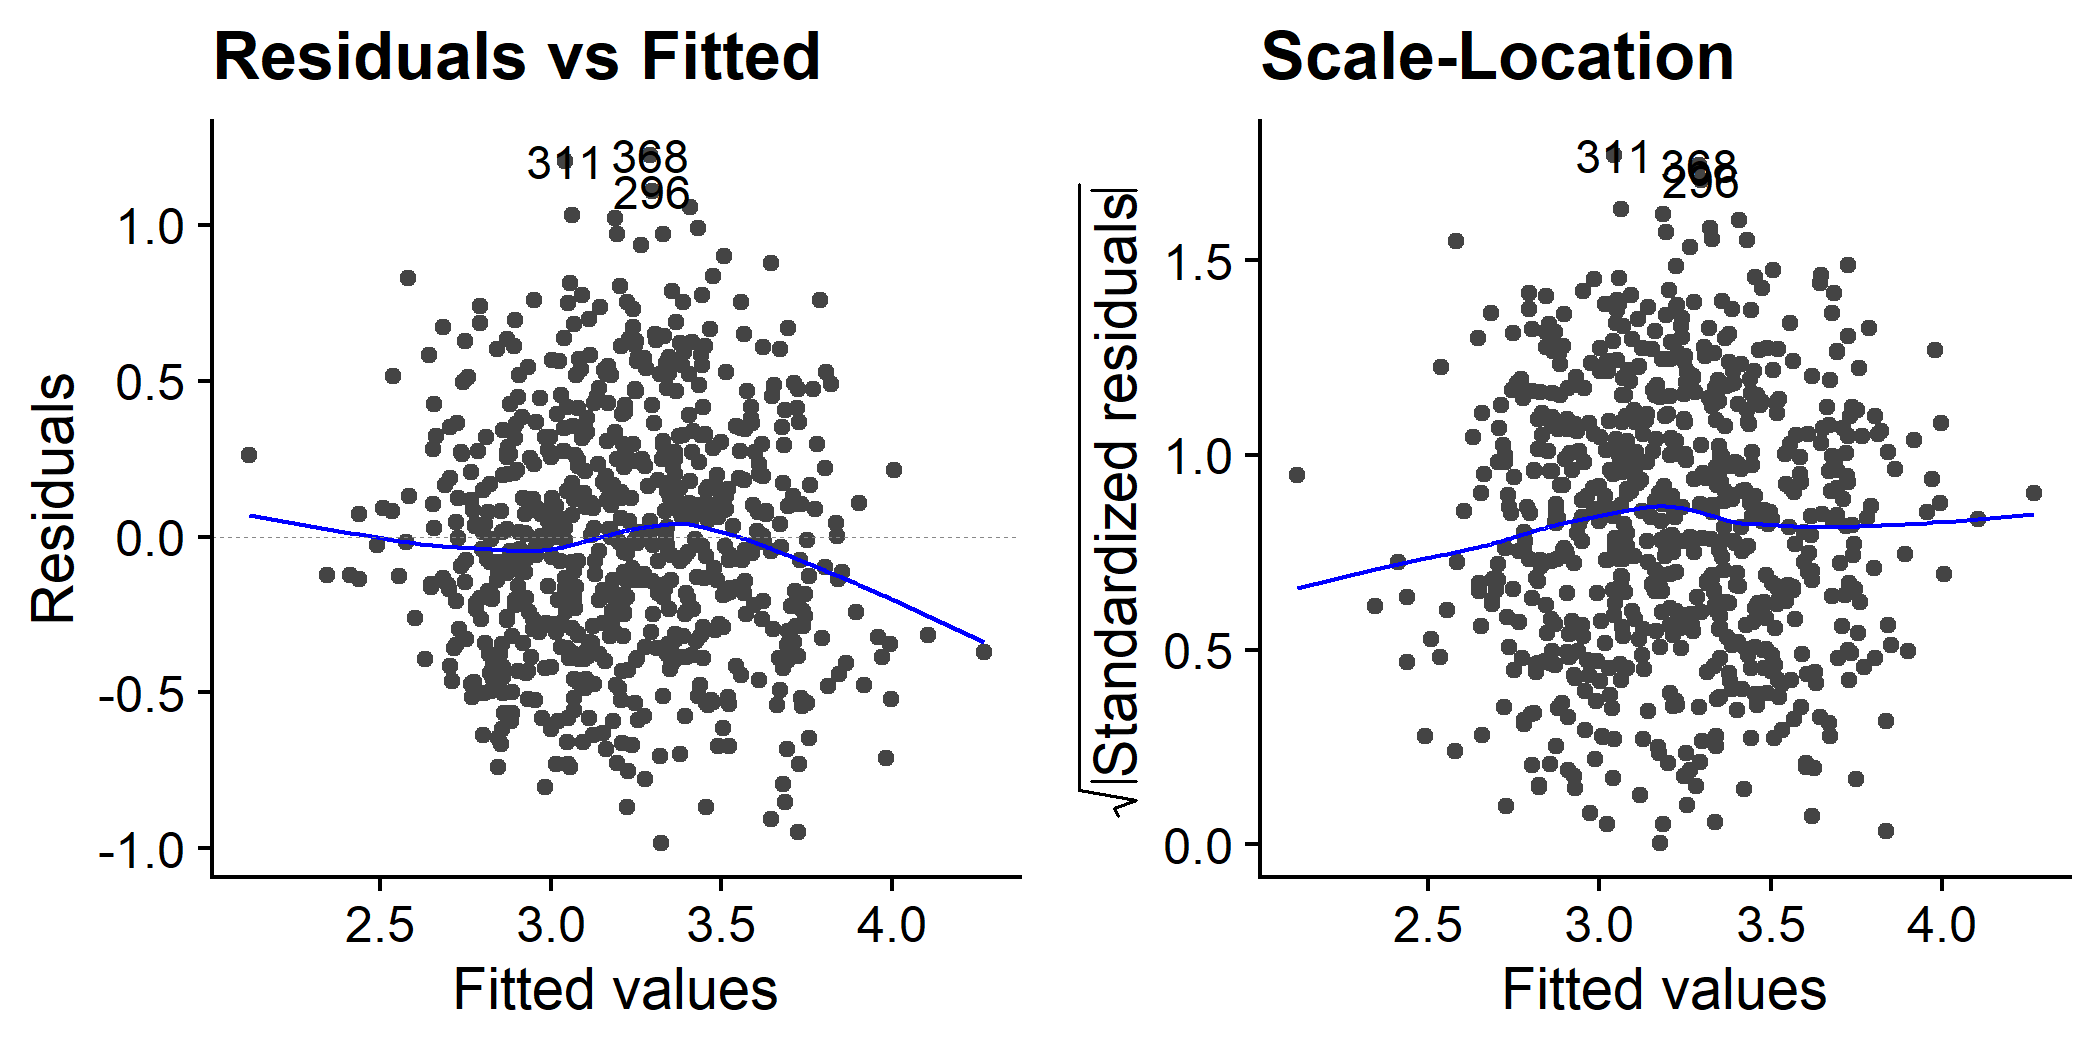 Residuals vs Fitted
311
368
296
1.0
0.5
0.0
-0.5
-1.0
Residuals
2.5 3.0 3.5 4.0
Fitted values
Scale-Location
311
368
296
1.5
1.0
0.5
0.0
√|Standardized residuals|
2.5 3.0 3.5 4.0
Fitted values